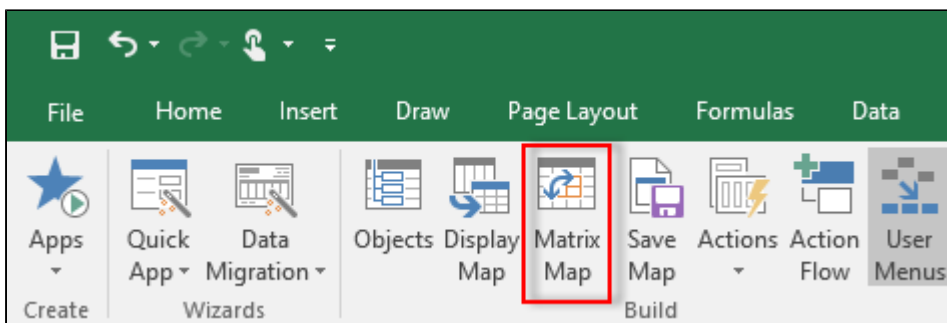 File Home Insert Draw Page Layout Formulas Data
Apps Quick Data Objects Display Matrix Save Actions Action User
App Migration Map Map Map Flow Menus
Create Wizards Build